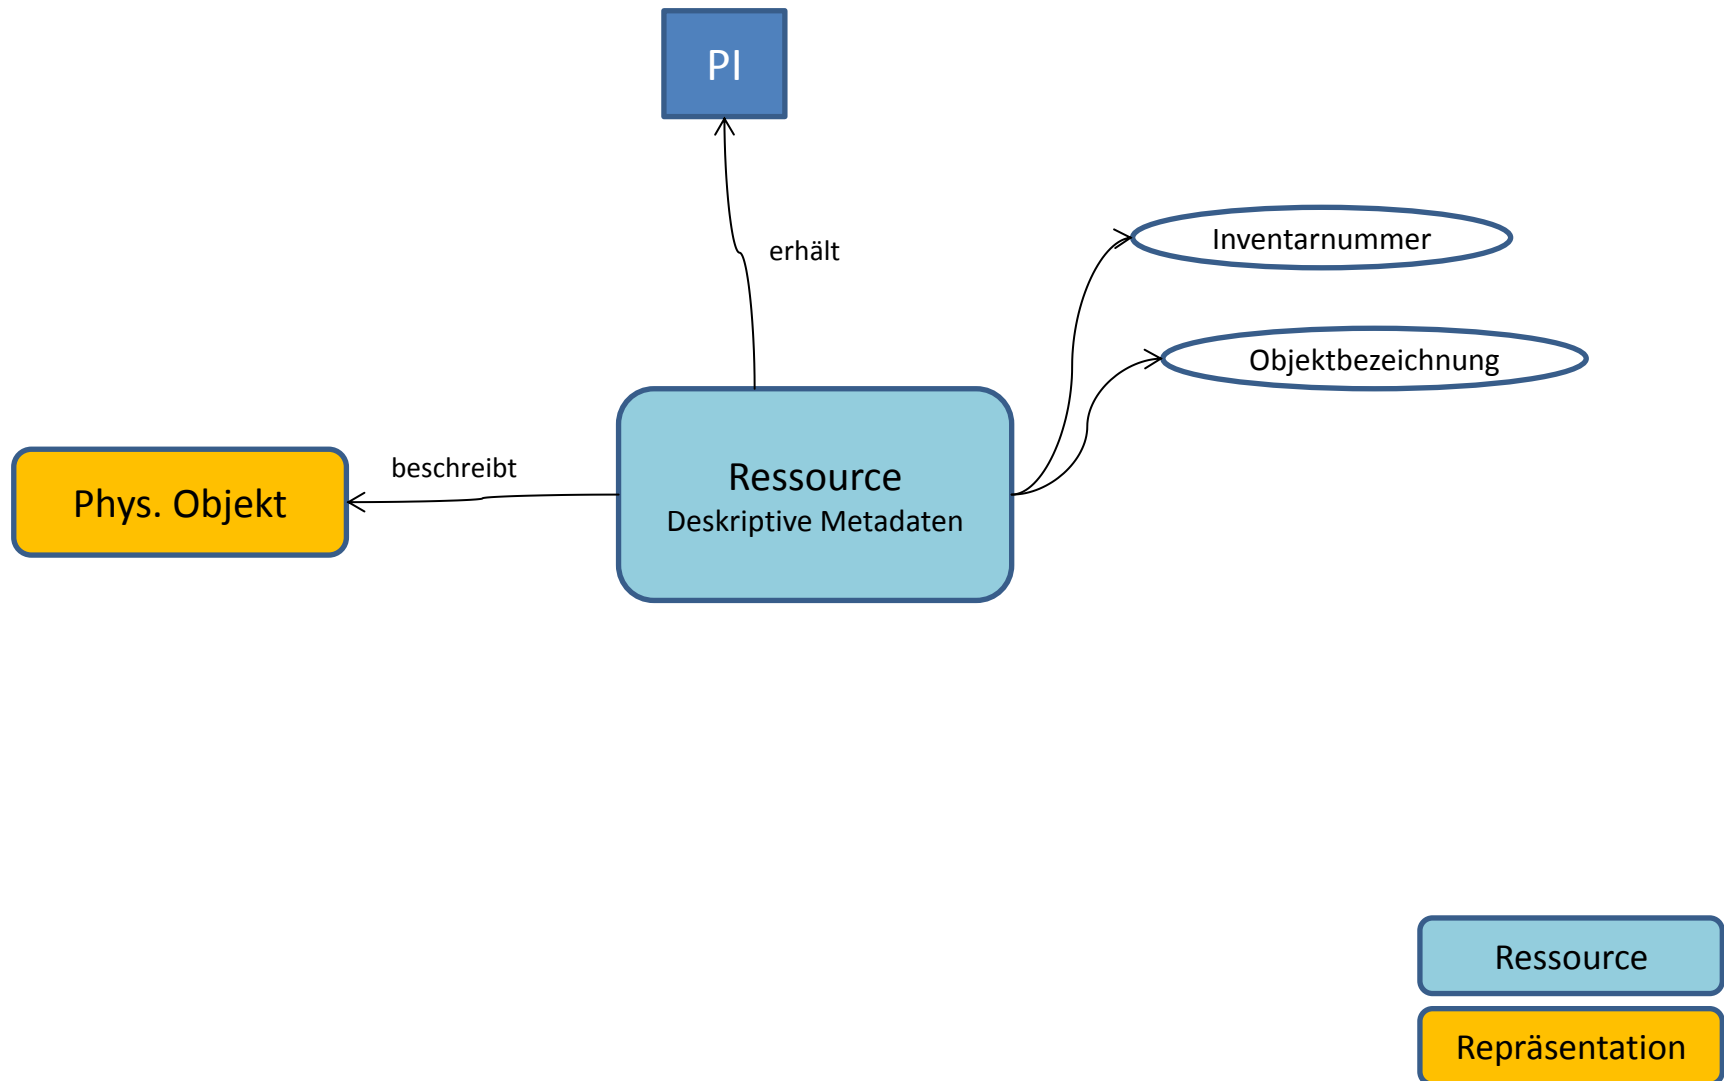 PI
erhält
Inventarnummer
Objektbezeichnung
beschreibt
Phys. Objekt
Ressource
Deskriptive Metadaten
Ressource
Repräsentation